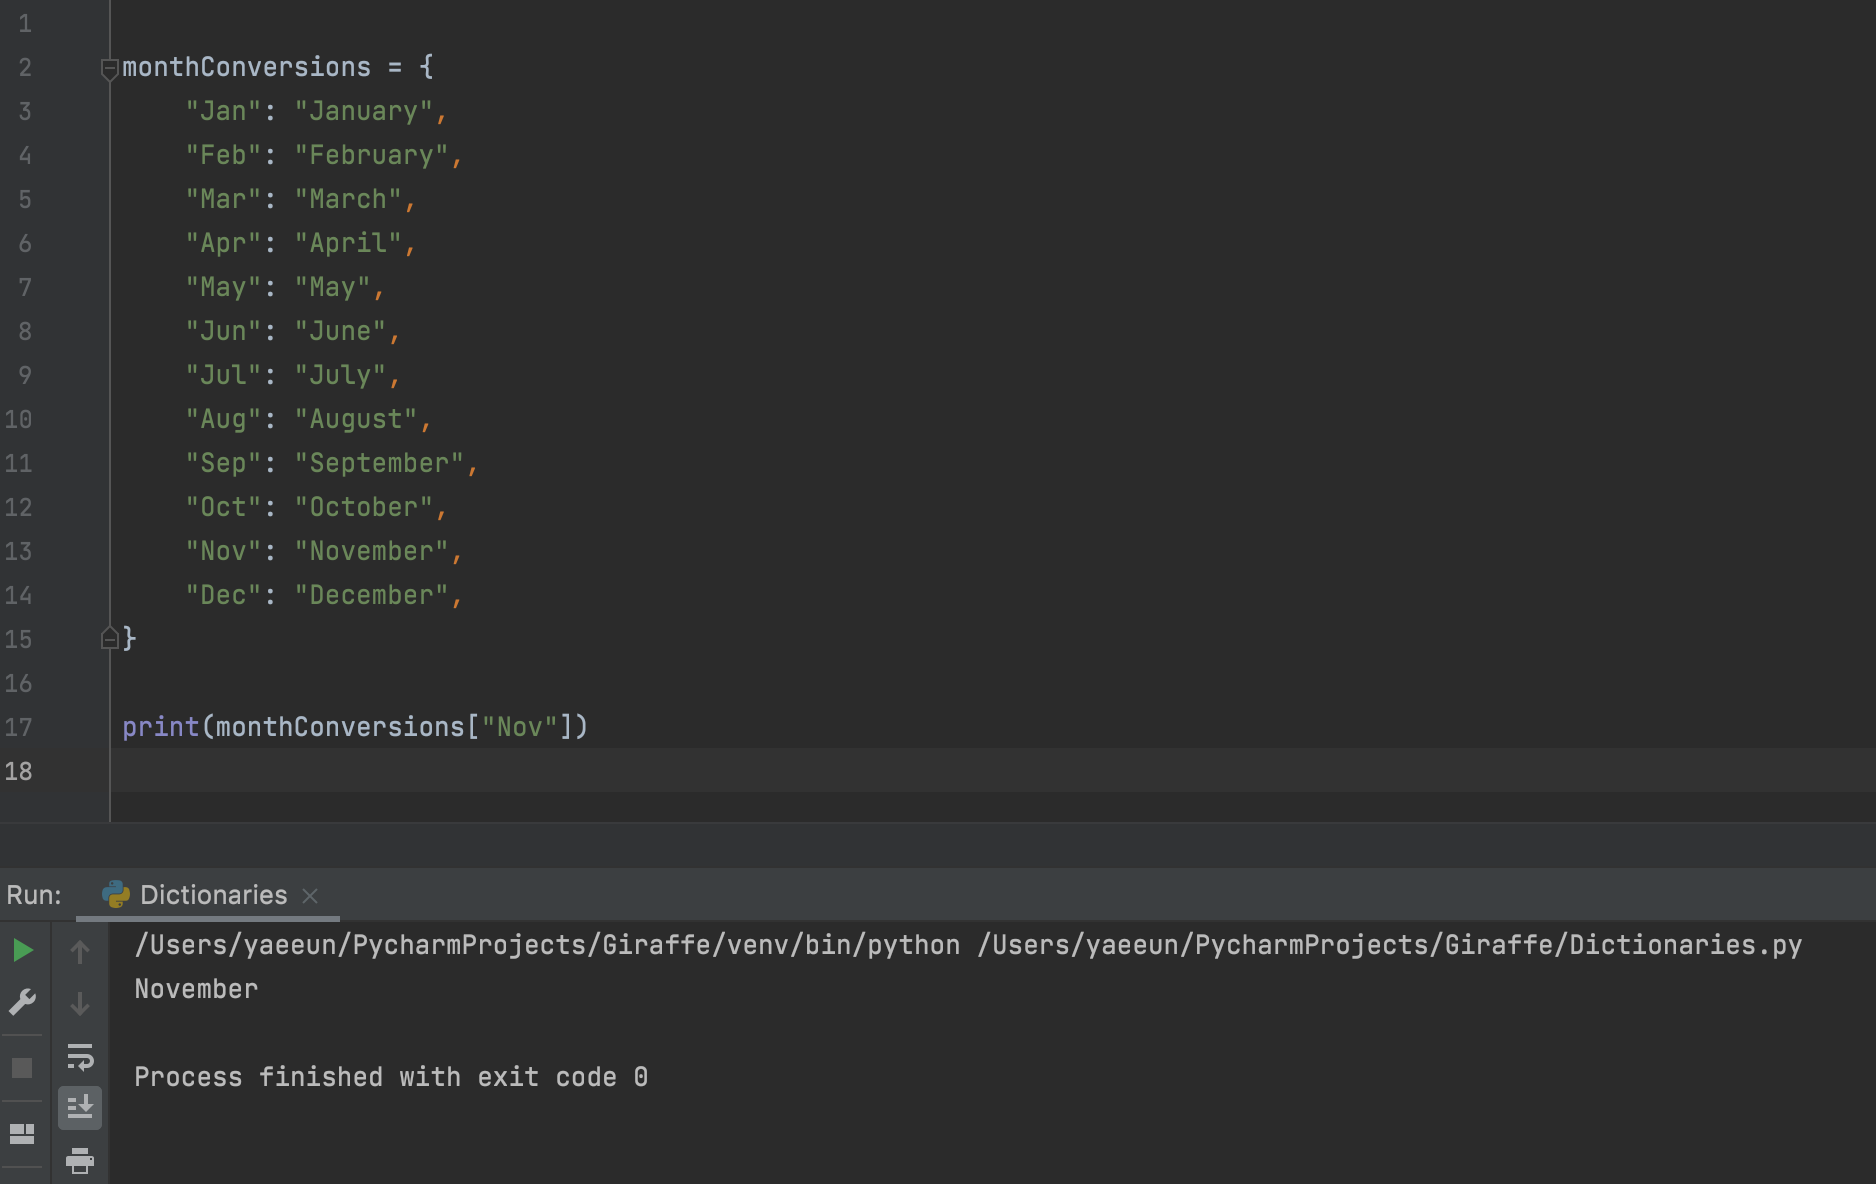 1
2 monthConversions = {
3 "Jan": "January",
4 "Feb": "February",
5 "Mar": "March",
6 "Apr": "April",
7 "May": "May",
8 "Jun": "June",
9 "Jul": "July",
10 "Aug": "August",
11 "Sep": "September",
12 "Oct": "October",
13 "Nov": "November",
14 "Dec": "December",
15 }
16
17 print(monthConversions["Nov"])
18
Run: Dictionaries
/Users/yaeeun/PycharmProjects/Giraffe/venv/bin/python /Users/yaeeun/PycharmProjects/Giraffe/Dictionaries.py
November
Process finished with exit code 0